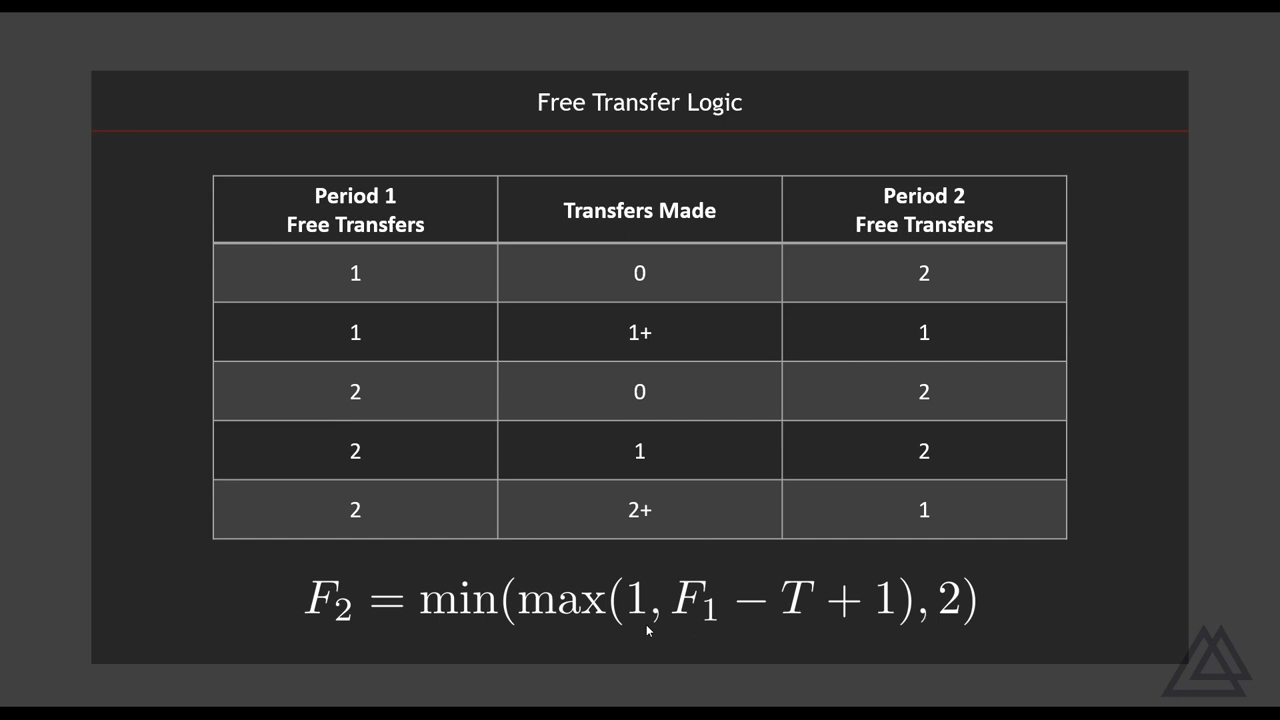 Free Transfer Logic
Period 1
Free Transfers
Transfers Made
Period 2
Free Transfers
1
0
2
1
1+
1
2
0
2
2
1
2
2
2+
1
F₂ = min(max(1, F₁ − T + 1), 2)